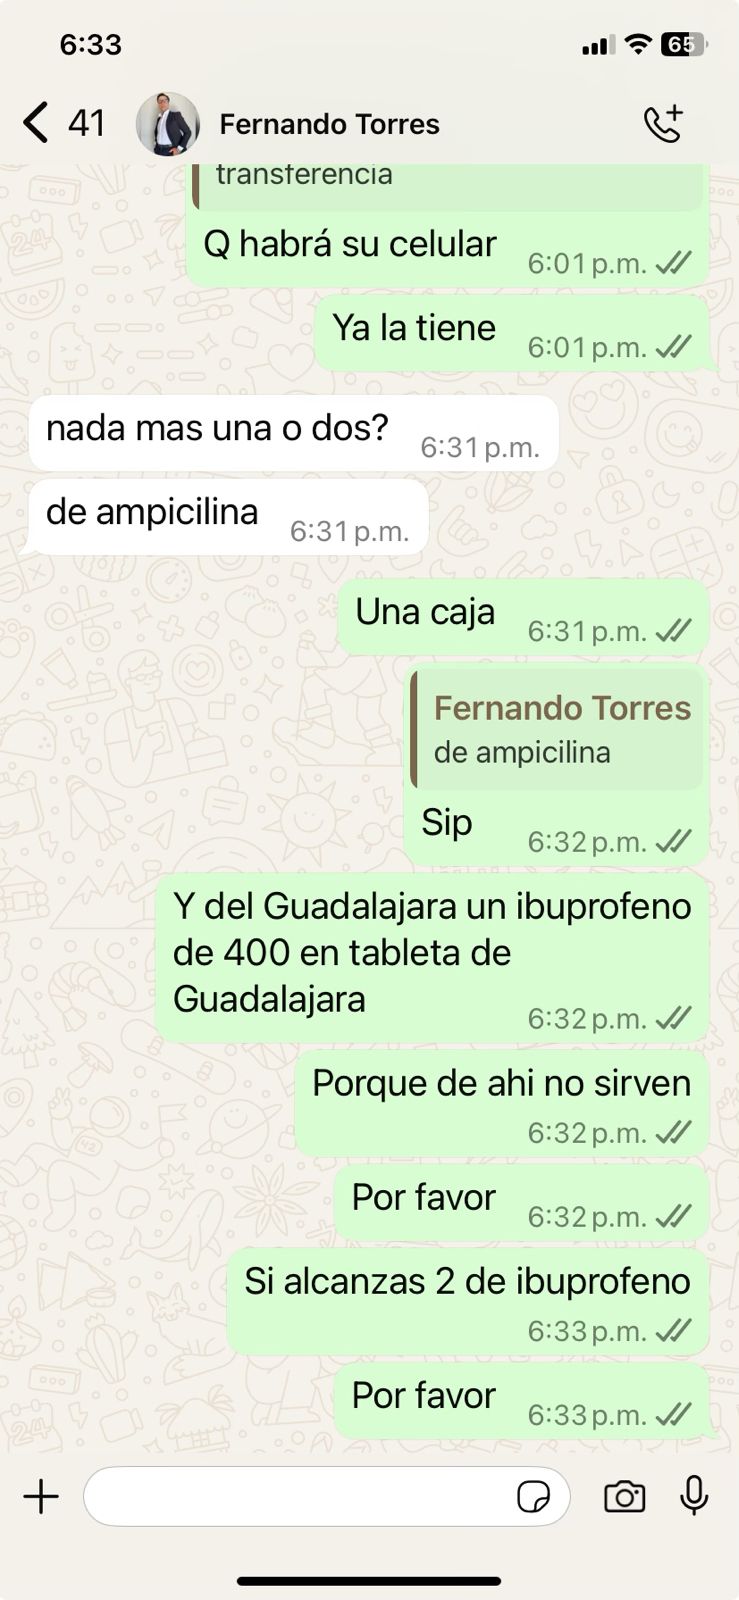 6:33
65
41
Fernando Torres
transferencia
Q habrá su celular
6:01 p.m.
Ya la tiene
6:01 p.m.
nada mas una o dos?
6:31 p.m.
de ampicilina
6:31 p.m.
Una caja
6:31 p.m.
Fernando Torres
de ampicilina
Sip
6:32 p.m.
Y del Guadalajara un ibuprofeno
de 400 en tableta de
Guadalajara
6:32 p.m.
Porque de ahi no sirven
6:32 p.m.
Por favor
6:32 p.m.
Si alcanzas 2 de ibuprofeno
6:33 p.m.
Por favor
6:33 p.m.